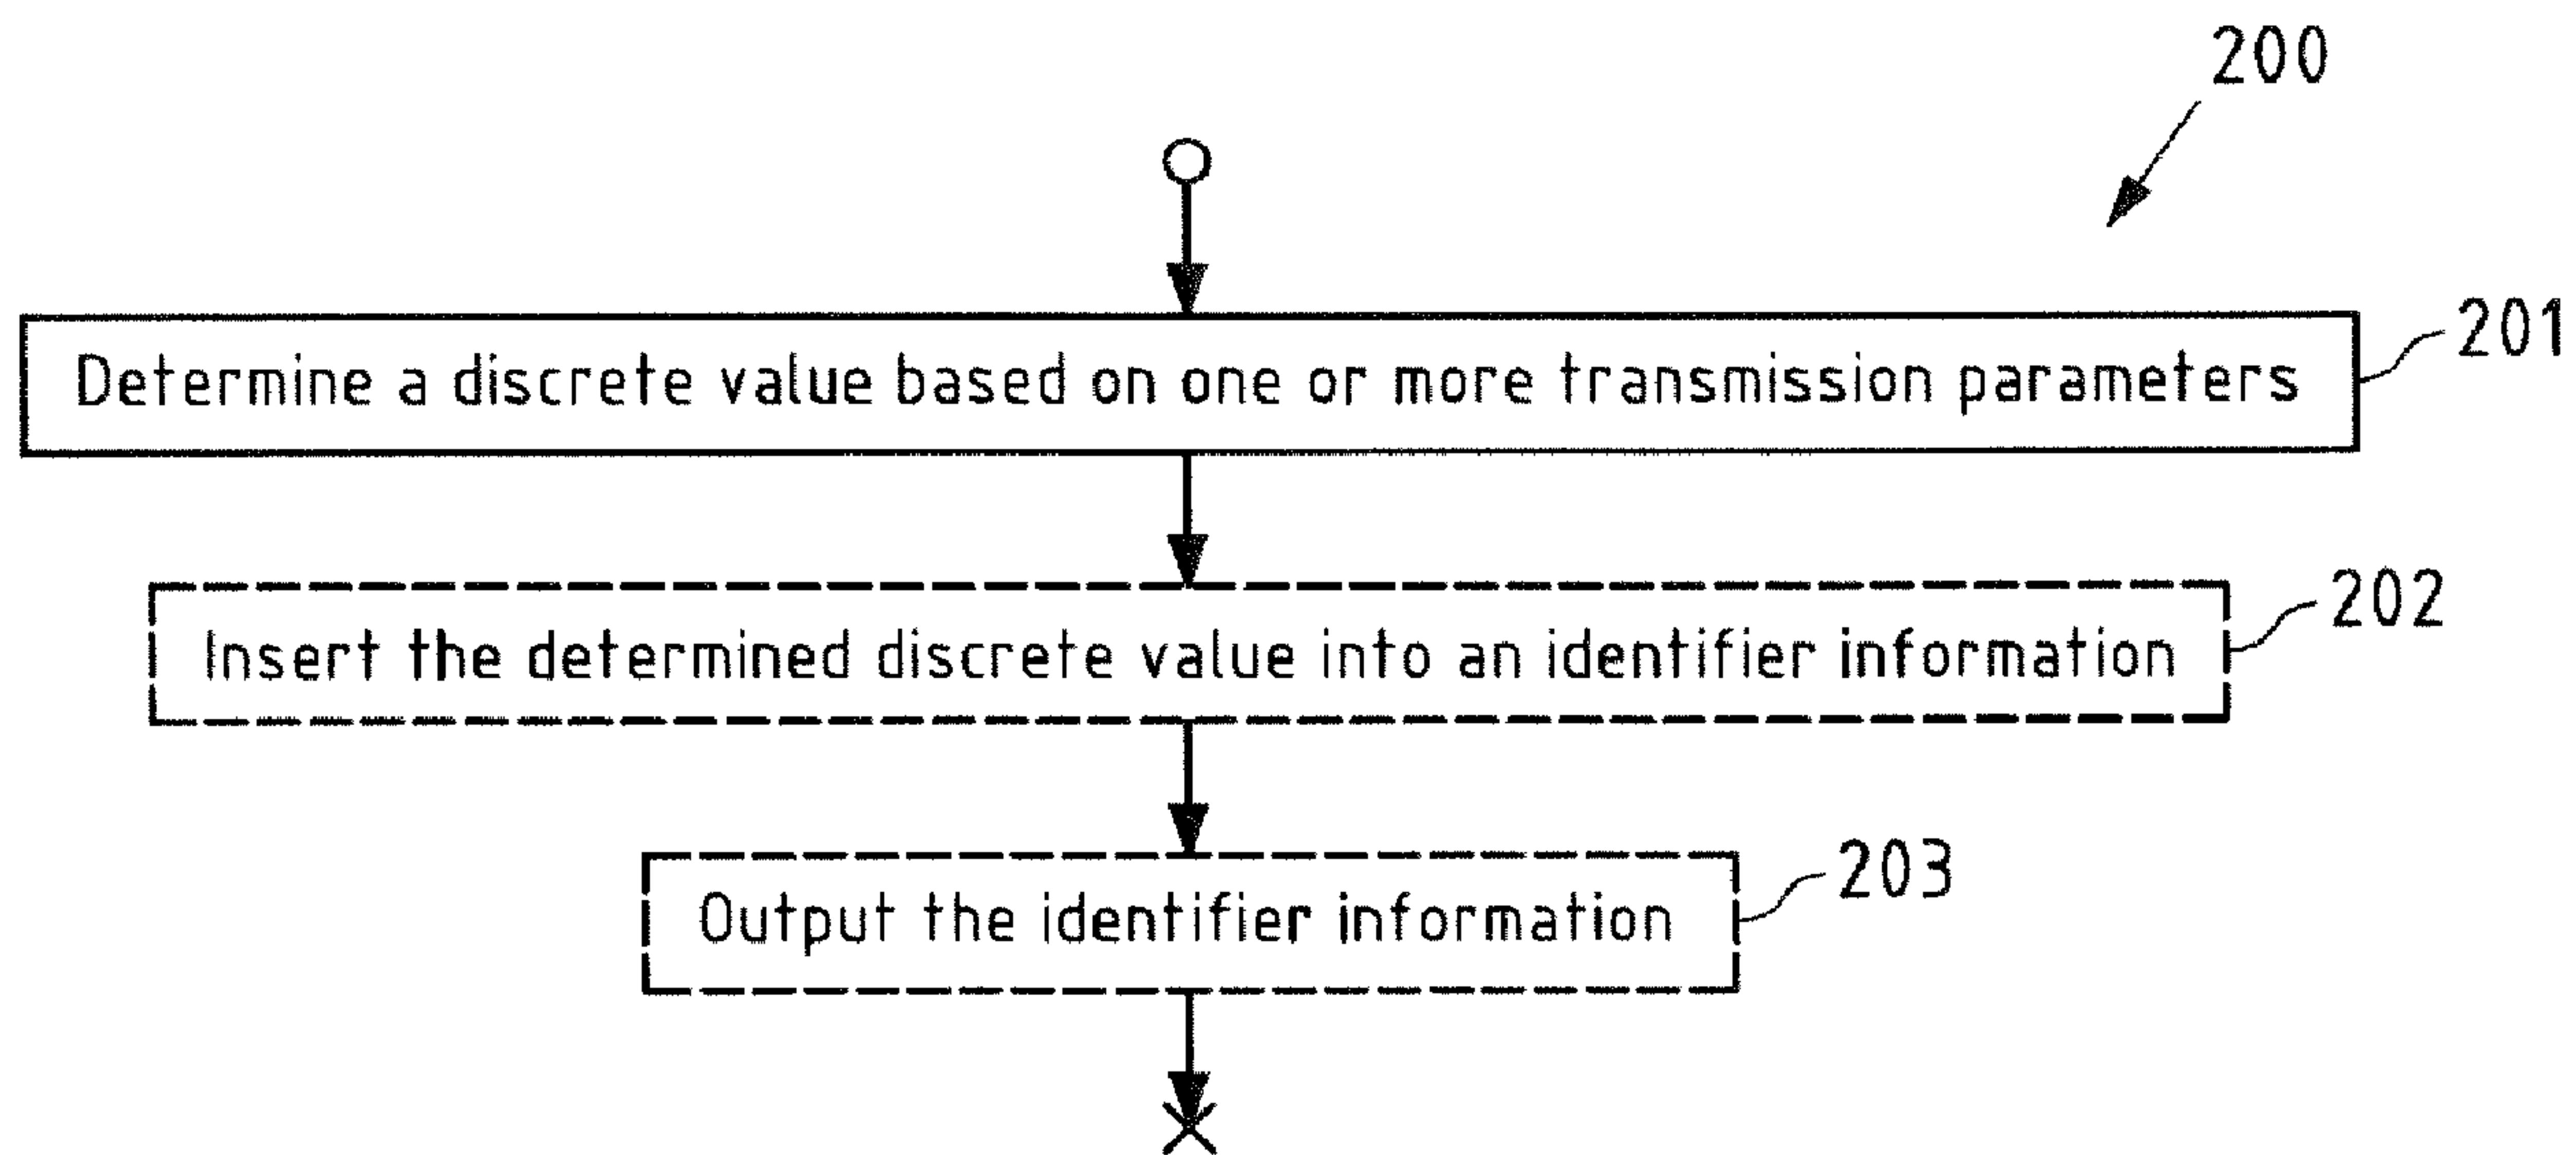 200
Determine a discrete value based on one or more transmission parameters
201
Insert the determined discrete value into an identifier information
202
Output the identifier information
203